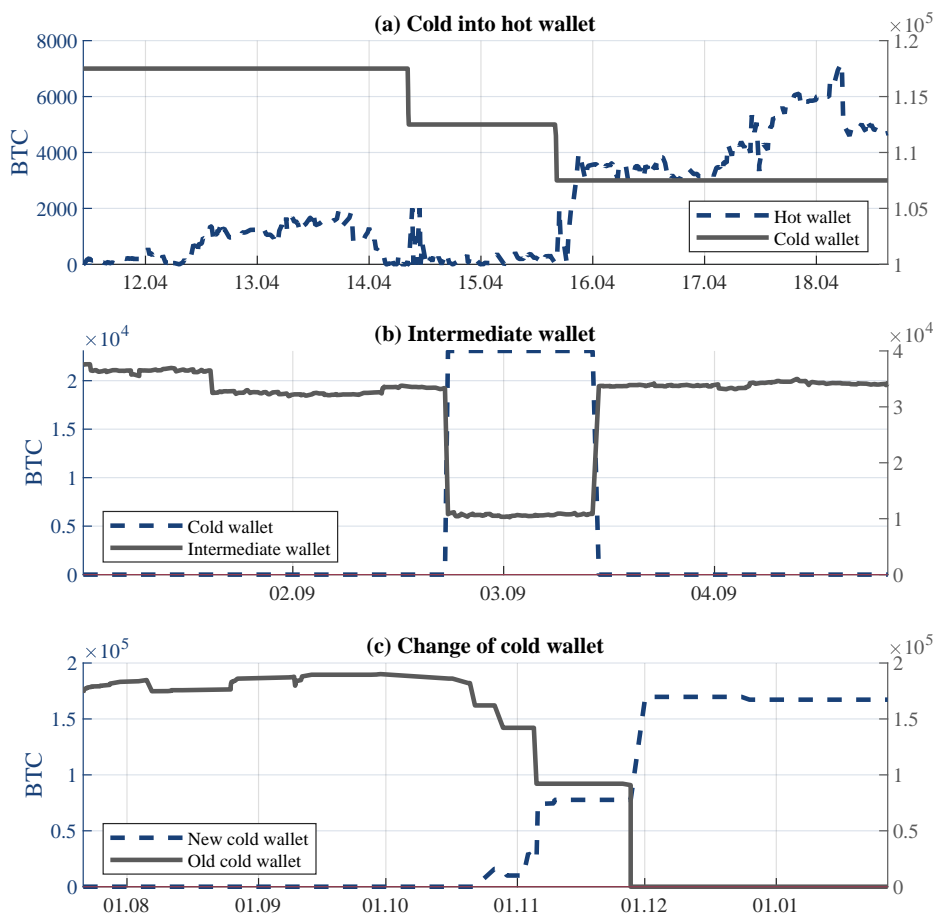 (a) Cold into hot wallet
×10^5
8000
6000
4000
2000
0
BTC
1.2
1.15
1.1
1.05
1
12.04 13.04 14.04 15.04 16.04 17.04 18.04
Hot wallet
Cold wallet
(b) Intermediate wallet
×10^4
×10^4
2
1.5
1
0.5
0
BTC
4
3
2
1
0
02.09 03.09 04.09
Cold wallet
Intermediate wallet
(c) Change of cold wallet
×10^5
×10^5
2
1.5
1
0.5
0
BTC
2
1.5
1
0.5
0
01.08 01.09 01.10 01.11 01.12 01.01
New cold wallet
Old cold wallet